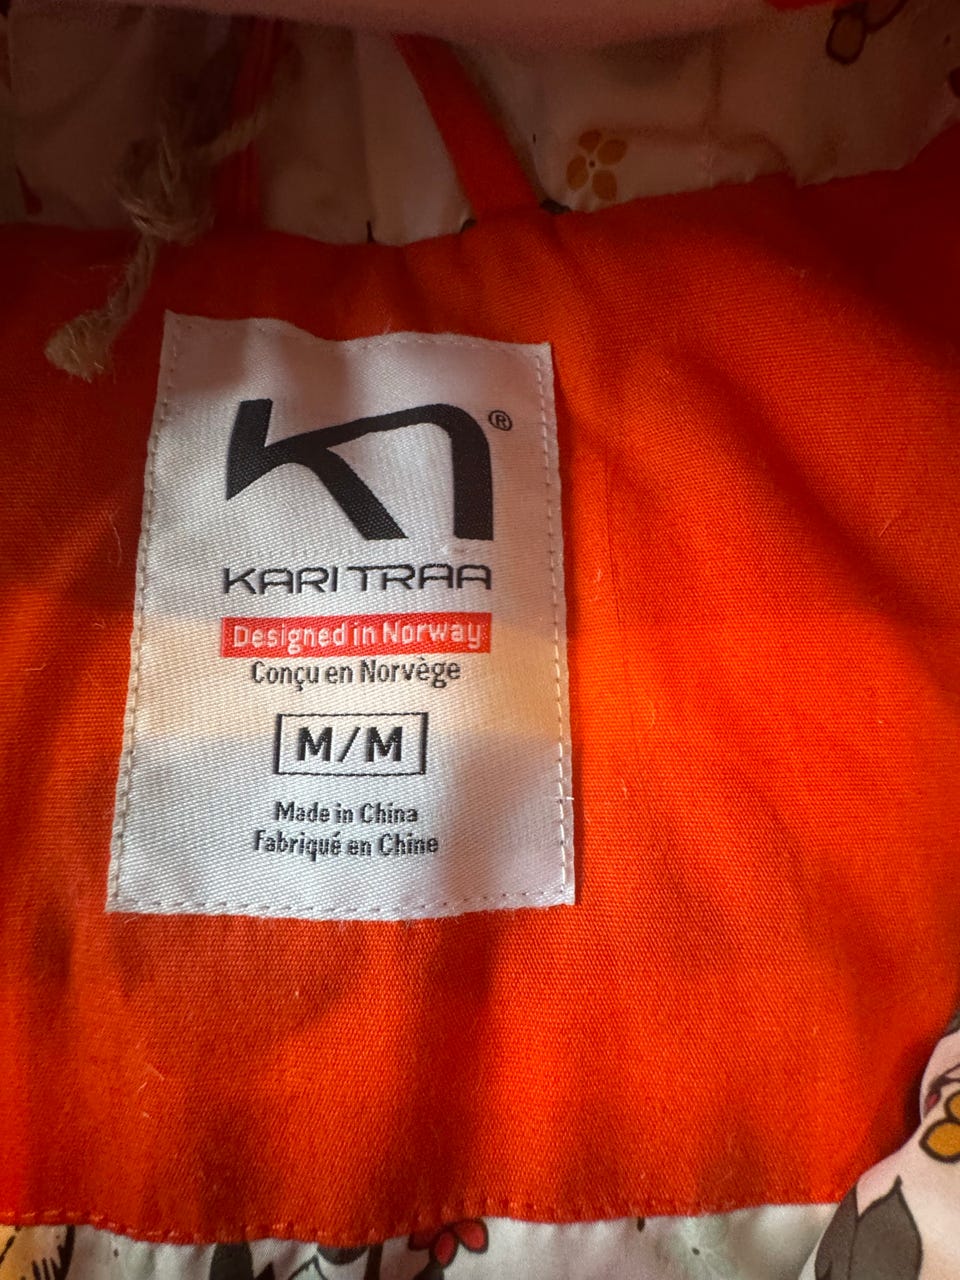 ®
KARI TRAA
Designed in Norway
Conçu en Norvège
M/M
Made in China
Fabriqué en Chine